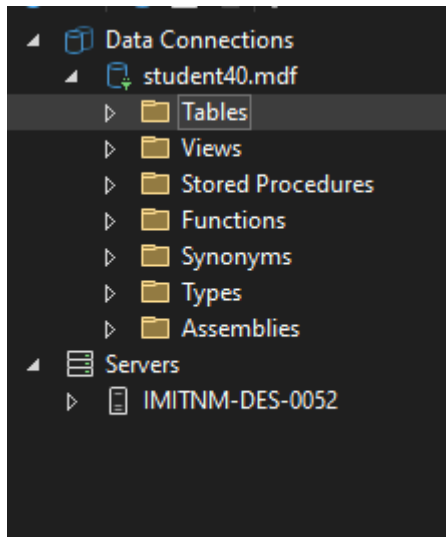 Data Connections
student40.mdf
Tables
Views
Stored Procedures
Functions
Synonyms
Types
Assemblies
Servers
IMITNM-DES-0052